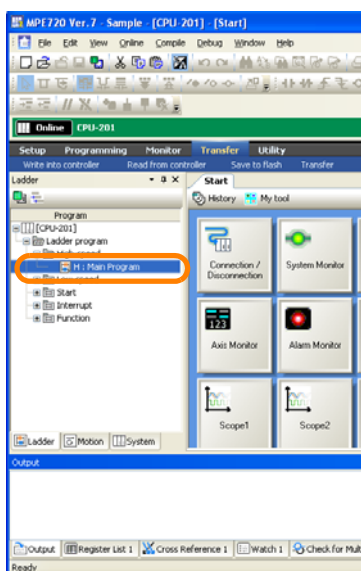 MPE720 Ver.7 - Sample - [CPU-201] - [Start]
File Edit View Online Compile Debug Window Help
Online CPU-201
Setup Programming Monitor Transfer Utility
Write into controller Read from controller Save to flash Transfer
Ladder
Start
History My tool
Program
[CPU-201]
Ladder program
H : Main Program
Start
Interrupt
Function
Connection / Disconnection
System Monitor
Axis Monitor
Alarm Monitor
Scope1
Scope2
Ladder Motion System
Output
Output Register List 1 Cross Reference 1 Watch 1 Check for Mul
Ready